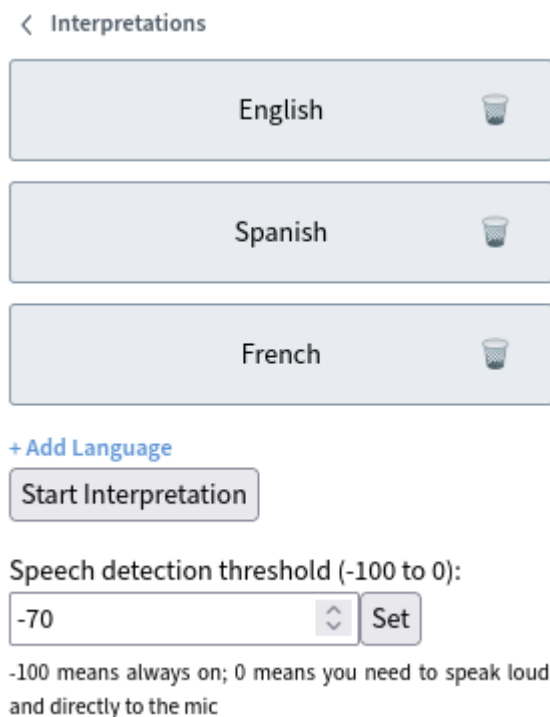 Interpretations
English
Spanish
French
+ Add Language
Start Interpretation
Speech detection threshold (-100 to 0):
-70 Set
-100 means always on; 0 means you need to speak loud
and directly to the mic